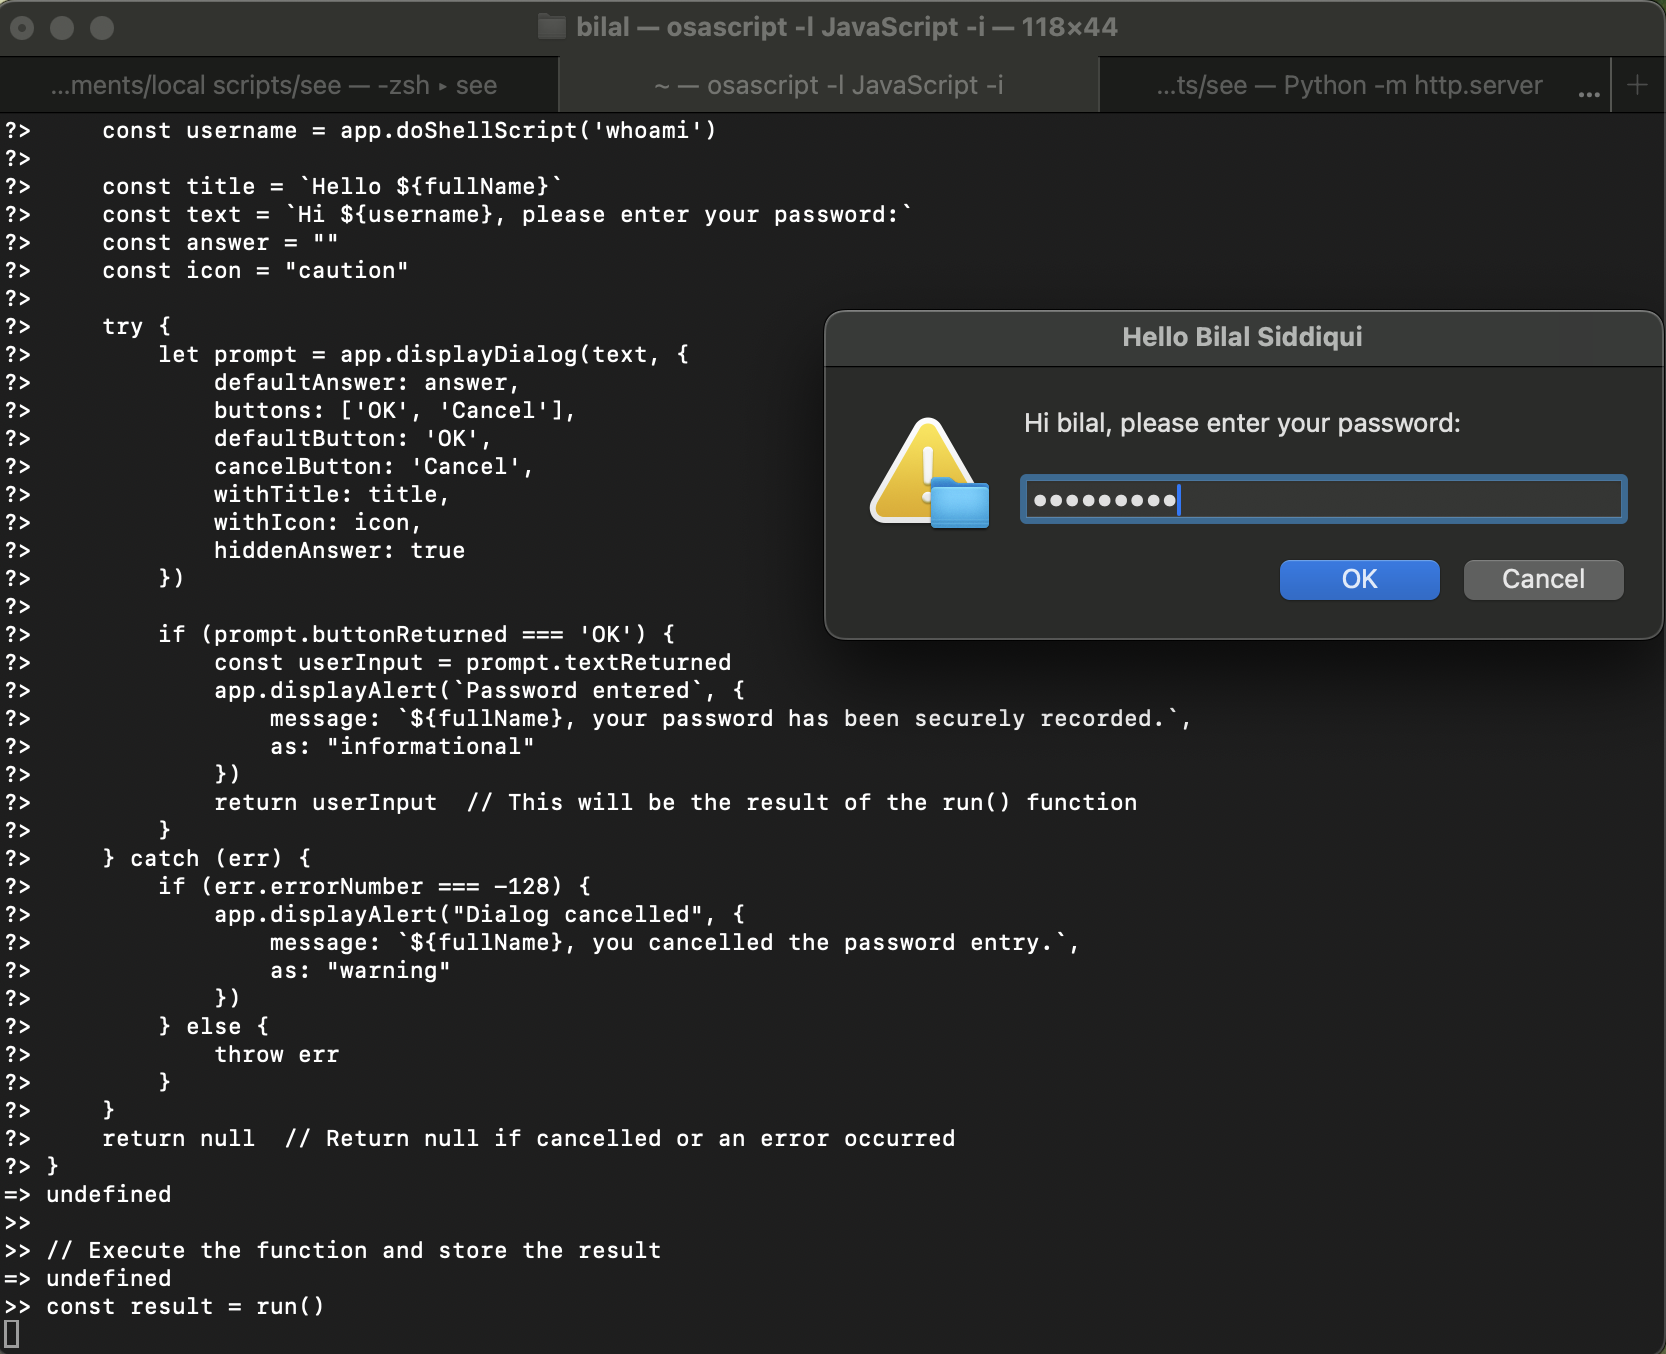 bilal — osascript -l JavaScript -i — 118×44
...ments/local scripts/see — -zsh ▸ see
~ — osascript -l JavaScript -i
...ts/see — Python -m http.server ...
?>     const username = app.doShellScript('whoami')
?>
?>     const title = `Hello ${fullName}`
?>     const text = `Hi ${username}, please enter your password:`
?>     const answer = ""
?>     const icon = "caution"
?>
?>     try {
?>         let prompt = app.displayDialog(text, {
?>             defaultAnswer: answer,
?>             buttons: ['OK', 'Cancel'],
?>             defaultButton: 'OK',
?>             cancelButton: 'Cancel',
?>             withTitle: title,
?>             withIcon: icon,
?>             hiddenAnswer: true
?>         })
?>
?>         if (prompt.buttonReturned === 'OK') {
?>             const userInput = prompt.textReturned
?>             app.displayAlert(`Password entered`, {
?>                 message: `${fullName}, your password has been securely recorded.`,
?>                 as: "informational"
?>             })
?>             return userInput  // This will be the result of the run() function
?>         }
?>     } catch (err) {
?>         if (err.errorNumber === -128) {
?>             app.displayAlert("Dialog cancelled", {
?>                 message: `${fullName}, you cancelled the password entry.`,
?>                 as: "warning"
?>             })
?>         } else {
?>             throw err
?>         }
?>     }
?>     return null  // Return null if cancelled or an error occurred
?> }
=> undefined
>>
>> // Execute the function and store the result
=> undefined
>> const result = run()
Hello Bilal Siddiqui
Hi bilal, please enter your password:
●●●●●●●●●
OK
Cancel